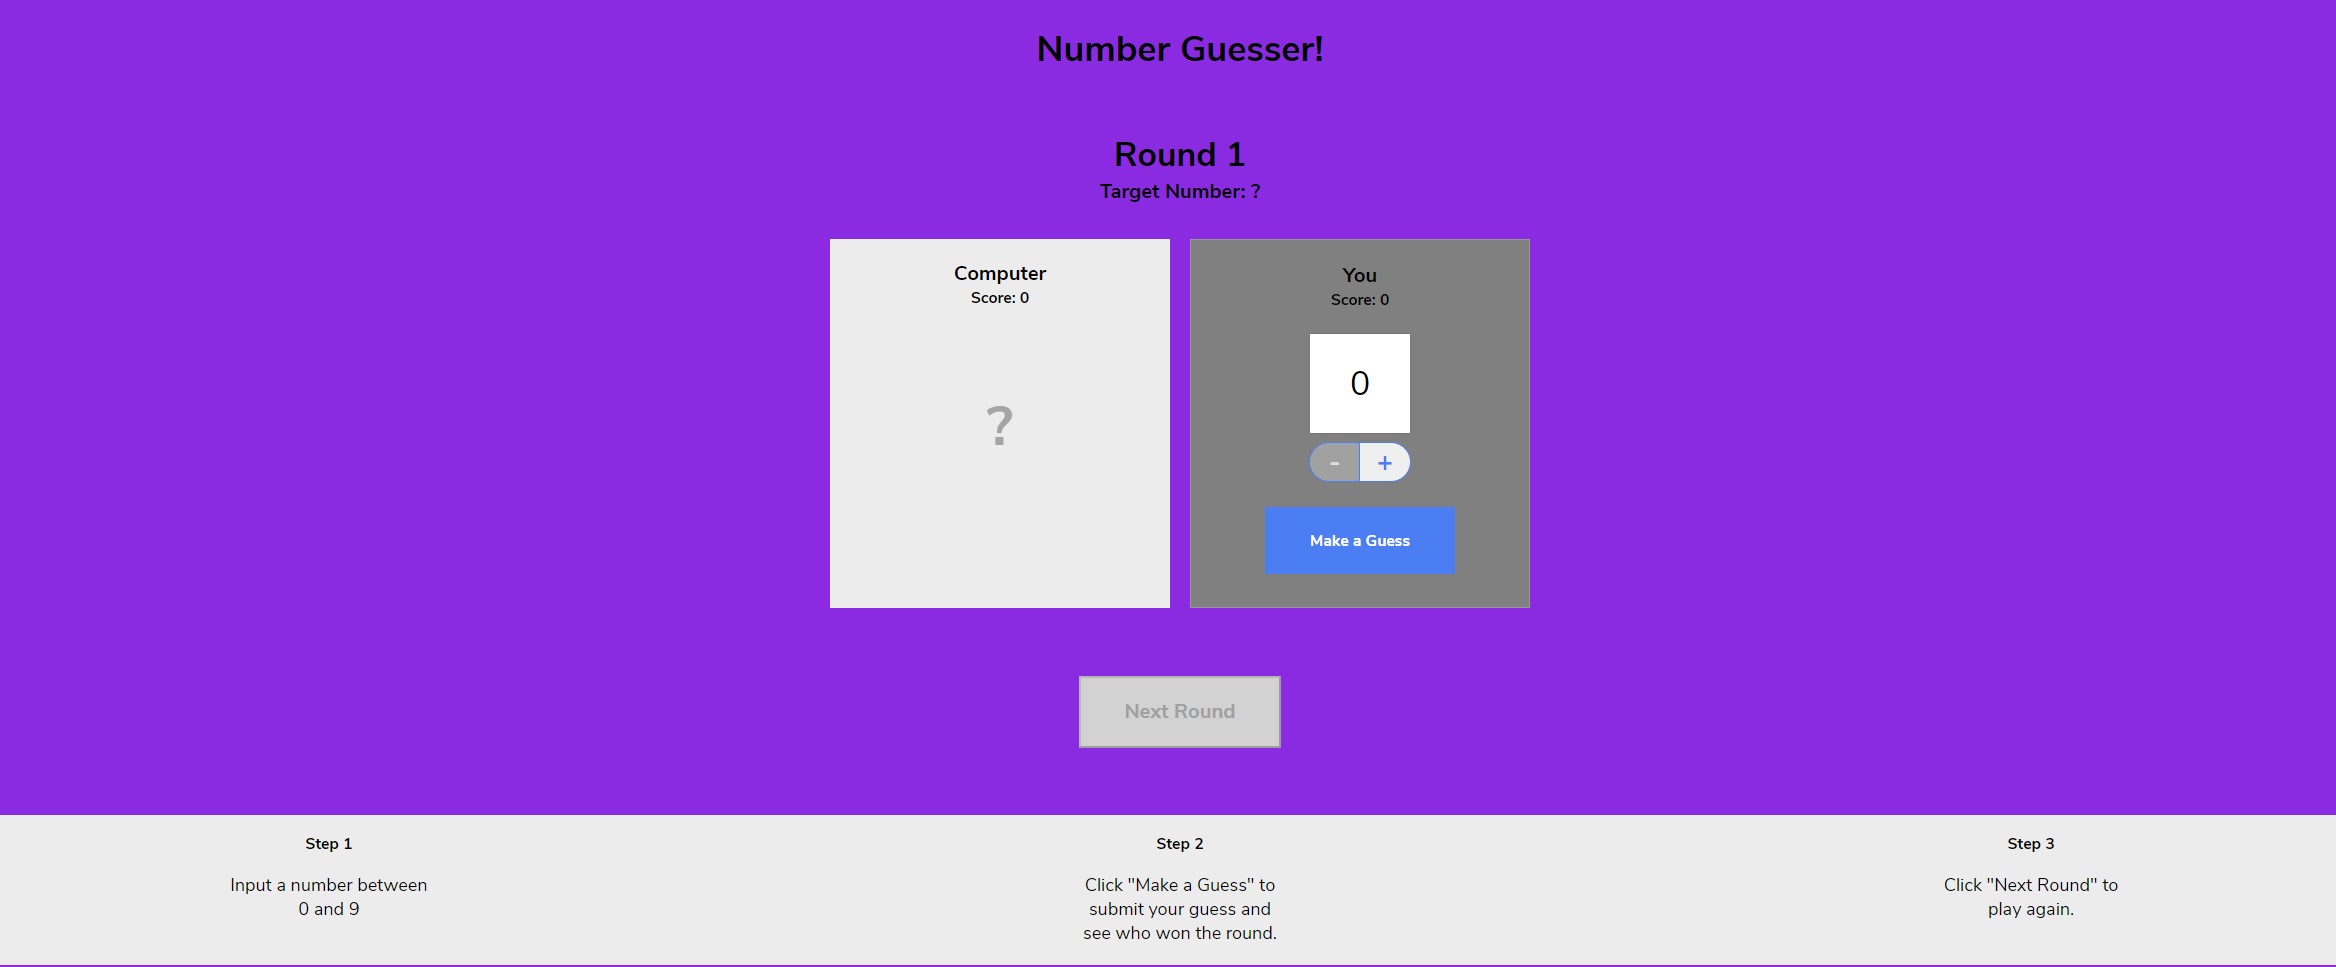 Number Guesser!
Round 1
Target Number: ?
Computer
Score: 0
?
You
Score: 0
0
- +
Make a Guess
Next Round
Step 1
Input a number between
0 and 9
Step 2
Click "Make a Guess" to
submit your guess and
see who won the round.
Step 3
Click "Next Round" to
play again.